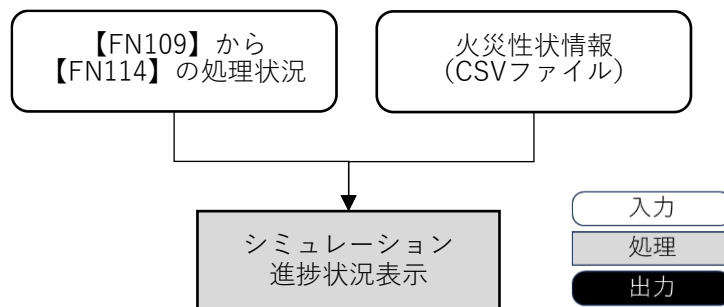 【FN109】から
【FN114】の処理状況
火災性状情報
(CSVファイル)
シミュレーション
進捗状況表示
入力
処理
出力